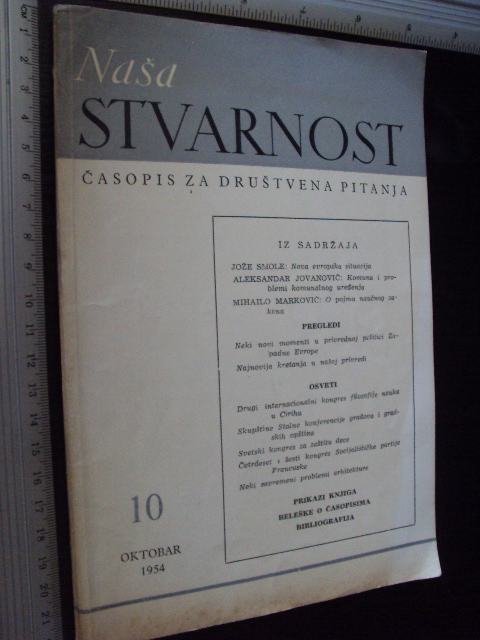 Naša
STVARNOST
ČASOPIS ZA DRUŠTVENA PITANJA
IZ SADRŽAJA
JOŽE SMOLE: Nova evropska situacija
ALEKSANDAR JOVANOVIĆ: Komuna i pro-
blemi komunalnog uređenja
MIHAILO MARKOVIĆ: O pojmu naučnog za-
kona
PREGLEDI
Neki novi momenti u privrednoj politici Za-
padne Evrope
Najnovija kretanja u našoj privredi
OSVRTI
Drugi internacionalni kongres filozofije nauka
u Cirihu
Skupštine Stalne konferencije gradova i grad-
skih opština
Svetski kongres za zaštitu dece
Četrdeset i šesti kongres Socijalističke partije
Francuske
Neki savremeni problemi arhitekture
PRIKAZI KNJIGA
BELEŠKE O ČASOPISIMA
BIBLIOGRAFIJA
10
OKTOBAR
1954